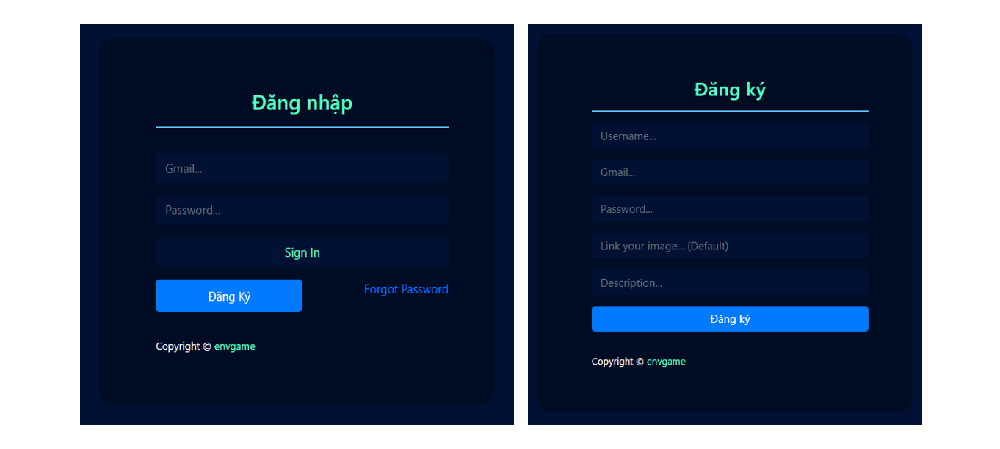 Đăng nhập
Gmail...
Password...
Sign In
Đăng Ký
Forgot Password
Copyright © envgame
Đăng ký
Username...
Gmail...
Password...
Link your image... (Default)
Description...
Đăng ký
Copyright © envgame